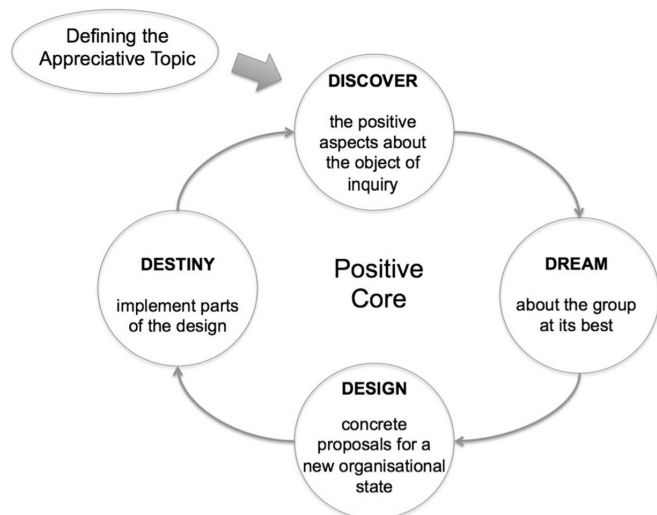 Defining the
Appreciative Topic
DISCOVER
the positive
aspects about
the object of
inquiry
DREAM
about the group
at its best
DESIGN
concrete
proposals for a
new organisational
state
DESTINY
implement parts
of the design
Positive
Core